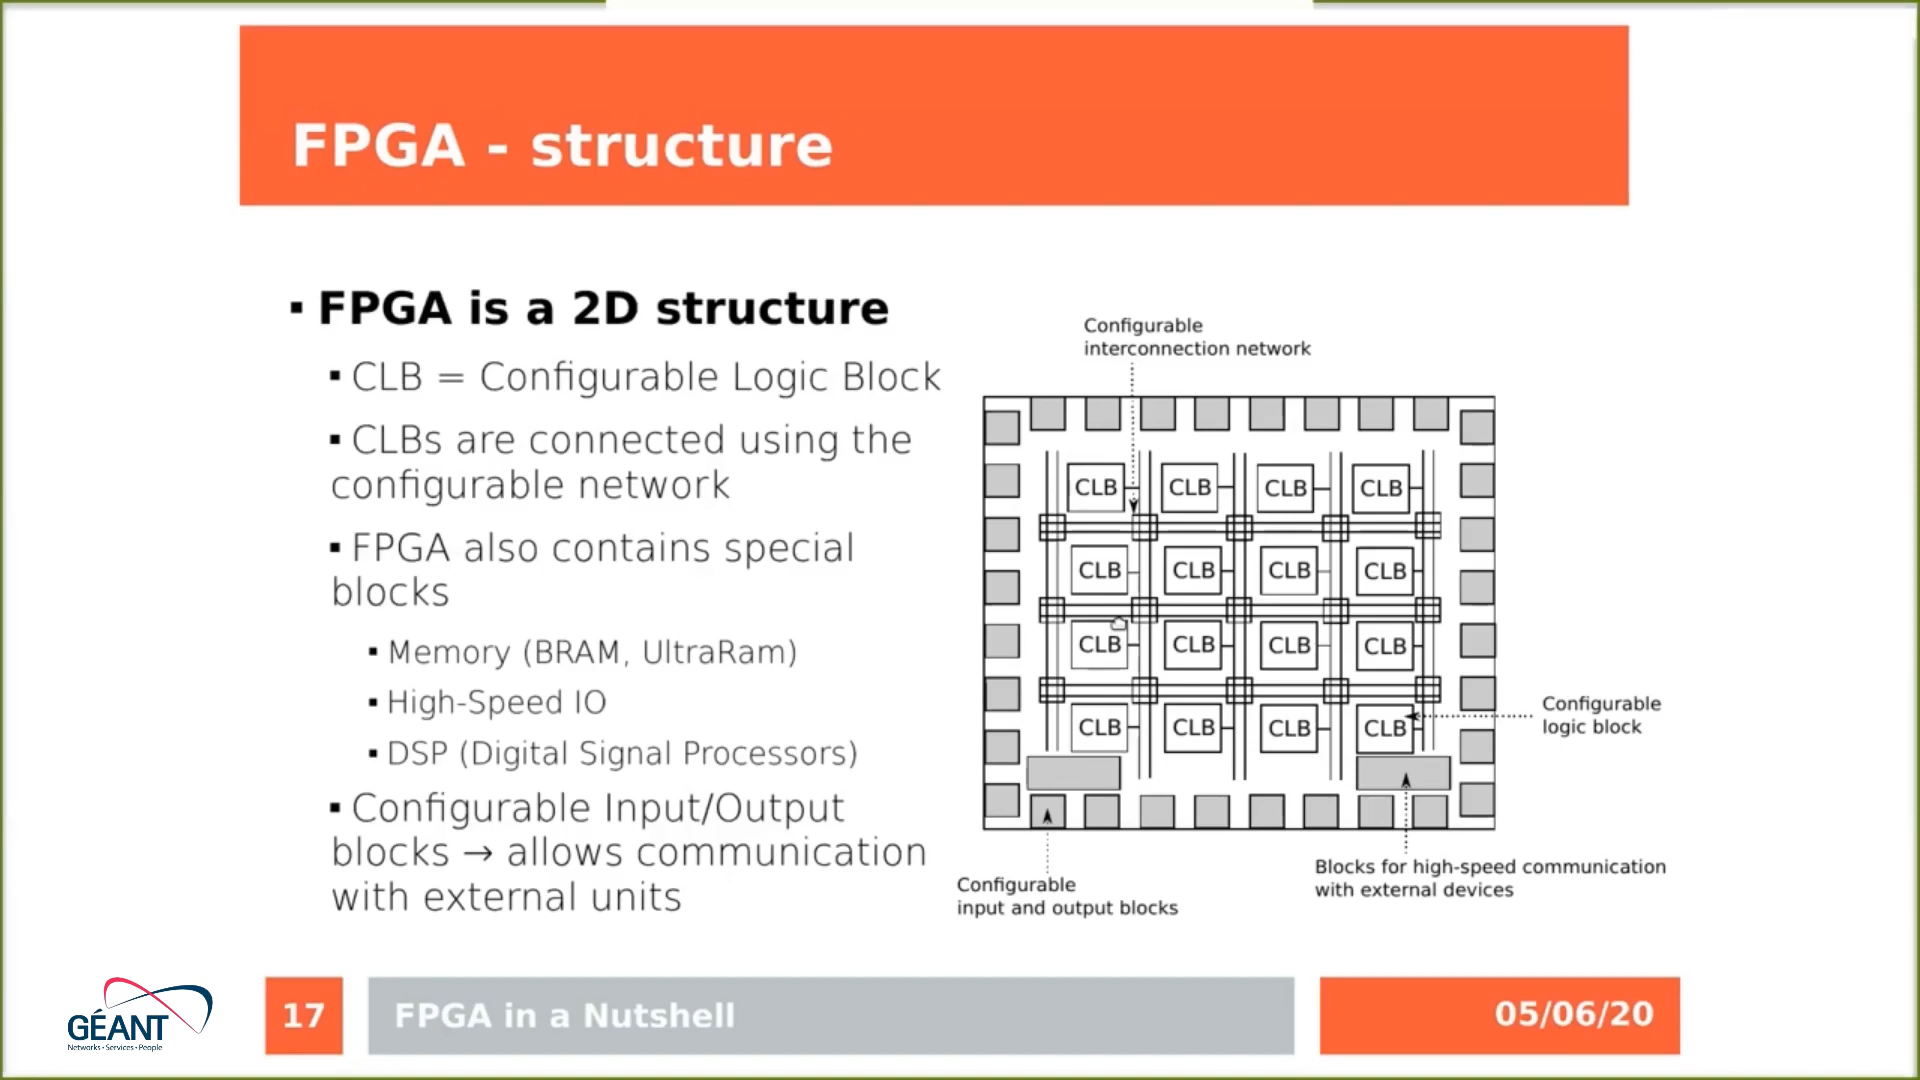 FPGA - structure
▪ FPGA is a 2D structure
▪ CLB = Configurable Logic Block
▪ CLBs are connected using the
configurable network
▪ FPGA also contains special
blocks
▪ Memory (BRAM, UltraRam)
▪ High-Speed IO
▪ DSP (Digital Signal Processors)
▪ Configurable Input/Output
blocks → allows communication
with external units
Configurable
interconnection network
CLB CLB CLB CLB
CLB CLB CLB CLB
CLB CLB CLB CLB
CLB CLB CLB CLB
Configurable
logic block
Blocks for high-speed communication
with external devices
Configurable
input and output blocks
GÉANT
Networks • Services • People
17
FPGA in a Nutshell
05/06/20